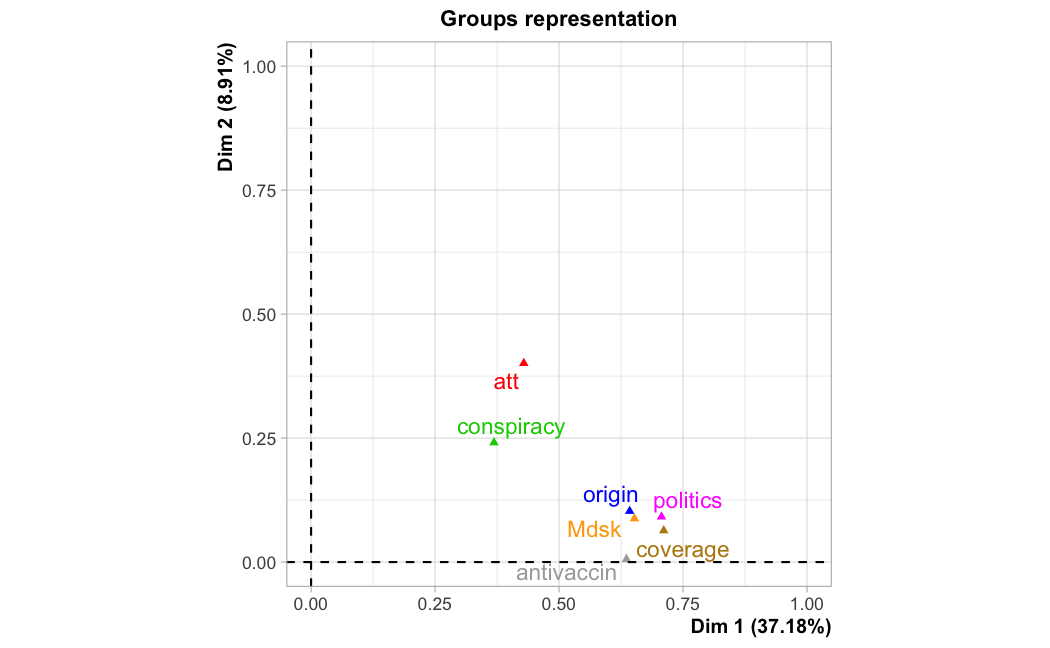 Groups representation
Dim 2 (8.91%)
1.00
0.75
0.50
0.25
0.00
att
conspiracy
origin
politics
Mdsk
coverage
antivaccin
0.00
0.25
0.50
0.75
1.00
Dim 1 (37.18%)